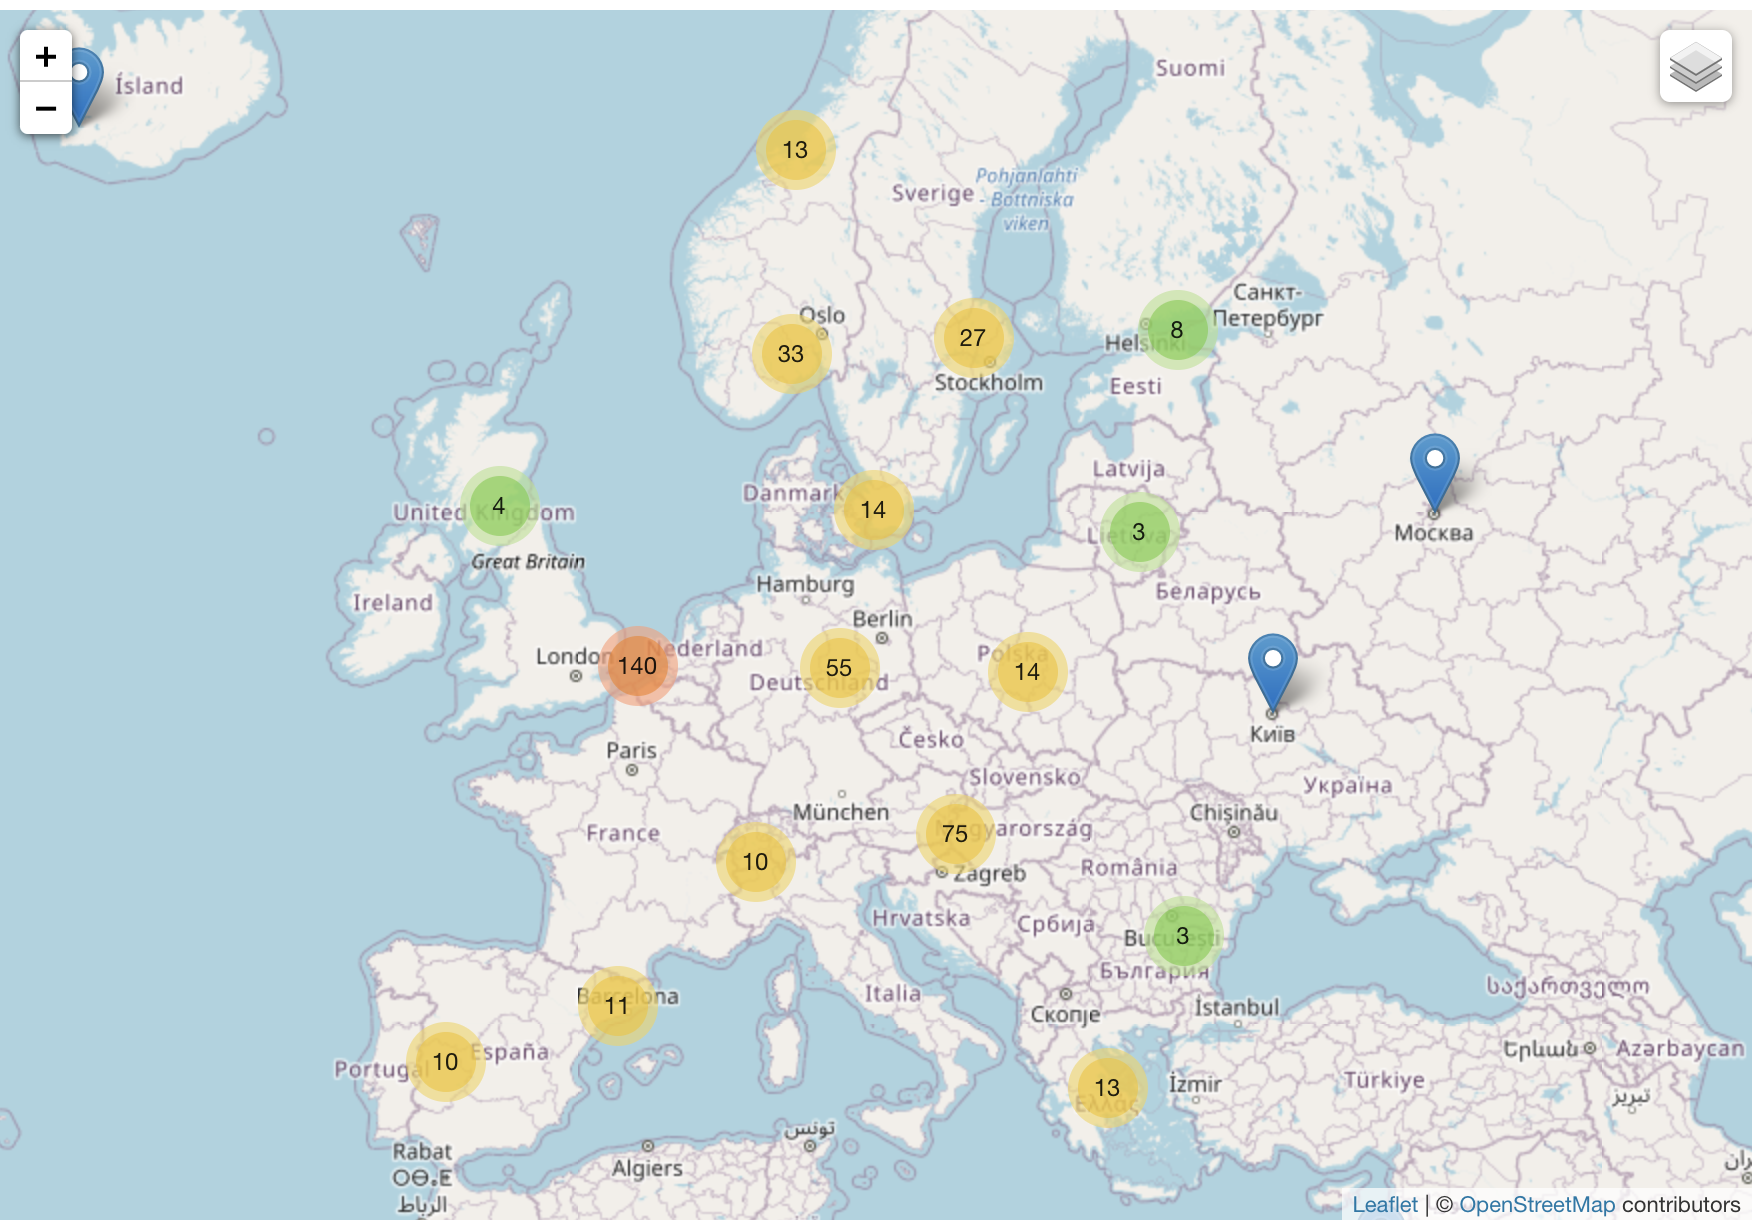 +
−
Ísland
Suomi
13
Sverige
Pohjanlahti
- Bottniska
viken
Oslo
33
27
Stockholm
8
Helsinki
Санкт-
Петербург
Eesti
Latvija
Москва
4
United Kingdom
Great Britain
Ireland
Danmark
14
3
Lietuva
Беларусь
Hamburg
Berlin
London
140
Nederland
55
Deutschland
Polska
14
Київ
Україна
Paris
Česko
Slovensko
München
Chișinău
France
10
75
Magyarország
Zagreb
România
Hrvatska
Србија
3
București
България
Barcelona
11
Italia
Скопје
İstanbul
საქართველო
Երևան
Azərbaycan
Portugal
10
España
13
Ελλάς
İzmir
Türkiye
تبریز
تونس
Algiers
Rabat
ⵔⴱⴰⵟ
الرباط
Leaflet | © OpenStreetMap contributors